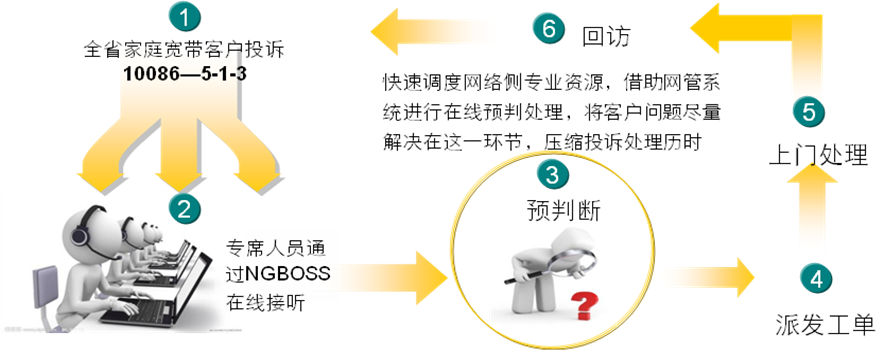 1
全省家庭宽带客户投诉
10086—5-1-3
2
专席人员通
过NGBOSS
在线接听
3
预判断
快速调度网络侧专业资源，借助网管系
统进行在线预判处理，将客户问题尽量
解决在这一环节，压缩投诉处理历时
4
派发工单
5
上门处理
6
回访
?